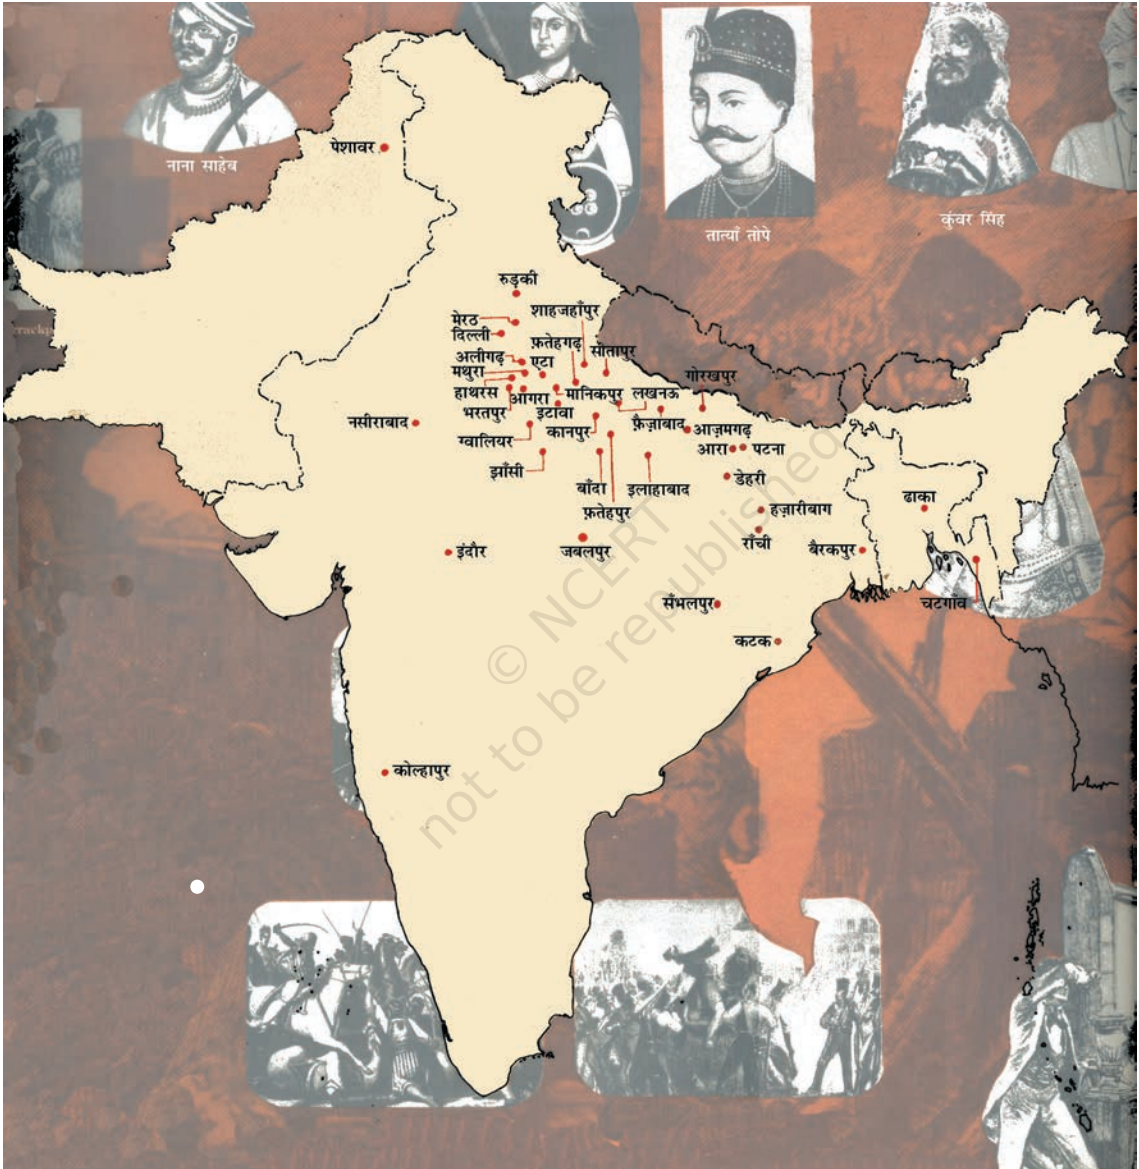 नाना साहेब
तात्याँ तोपे
कुंवर सिंह
पेशावर
rrackp
रुड़की
शाहजहाँपुर
मेरठ
दिल्ली
फ़तेहगढ़
सीतापुर
अलीगढ़
एटा
मथुरा
गोरखपुर
हाथरस
आगरा
मानिकपुर
लखनऊ
भरतपुर
इटावा
नसीराबाद
ग्वालियर
कानपुर
फ़ैज़ाबाद
आज़मगढ़
आरा
पटना
झाँसी
बाँदा
इलाहाबाद
डेहरी
फ़तेहपुर
हज़ारीबाग
ढाका
राँची
इंदौर
जबलपुर
बैरकपुर
सँभलपुर
चटगाँव
कटक
कोल्हापुर
© NCERT
not to be republished